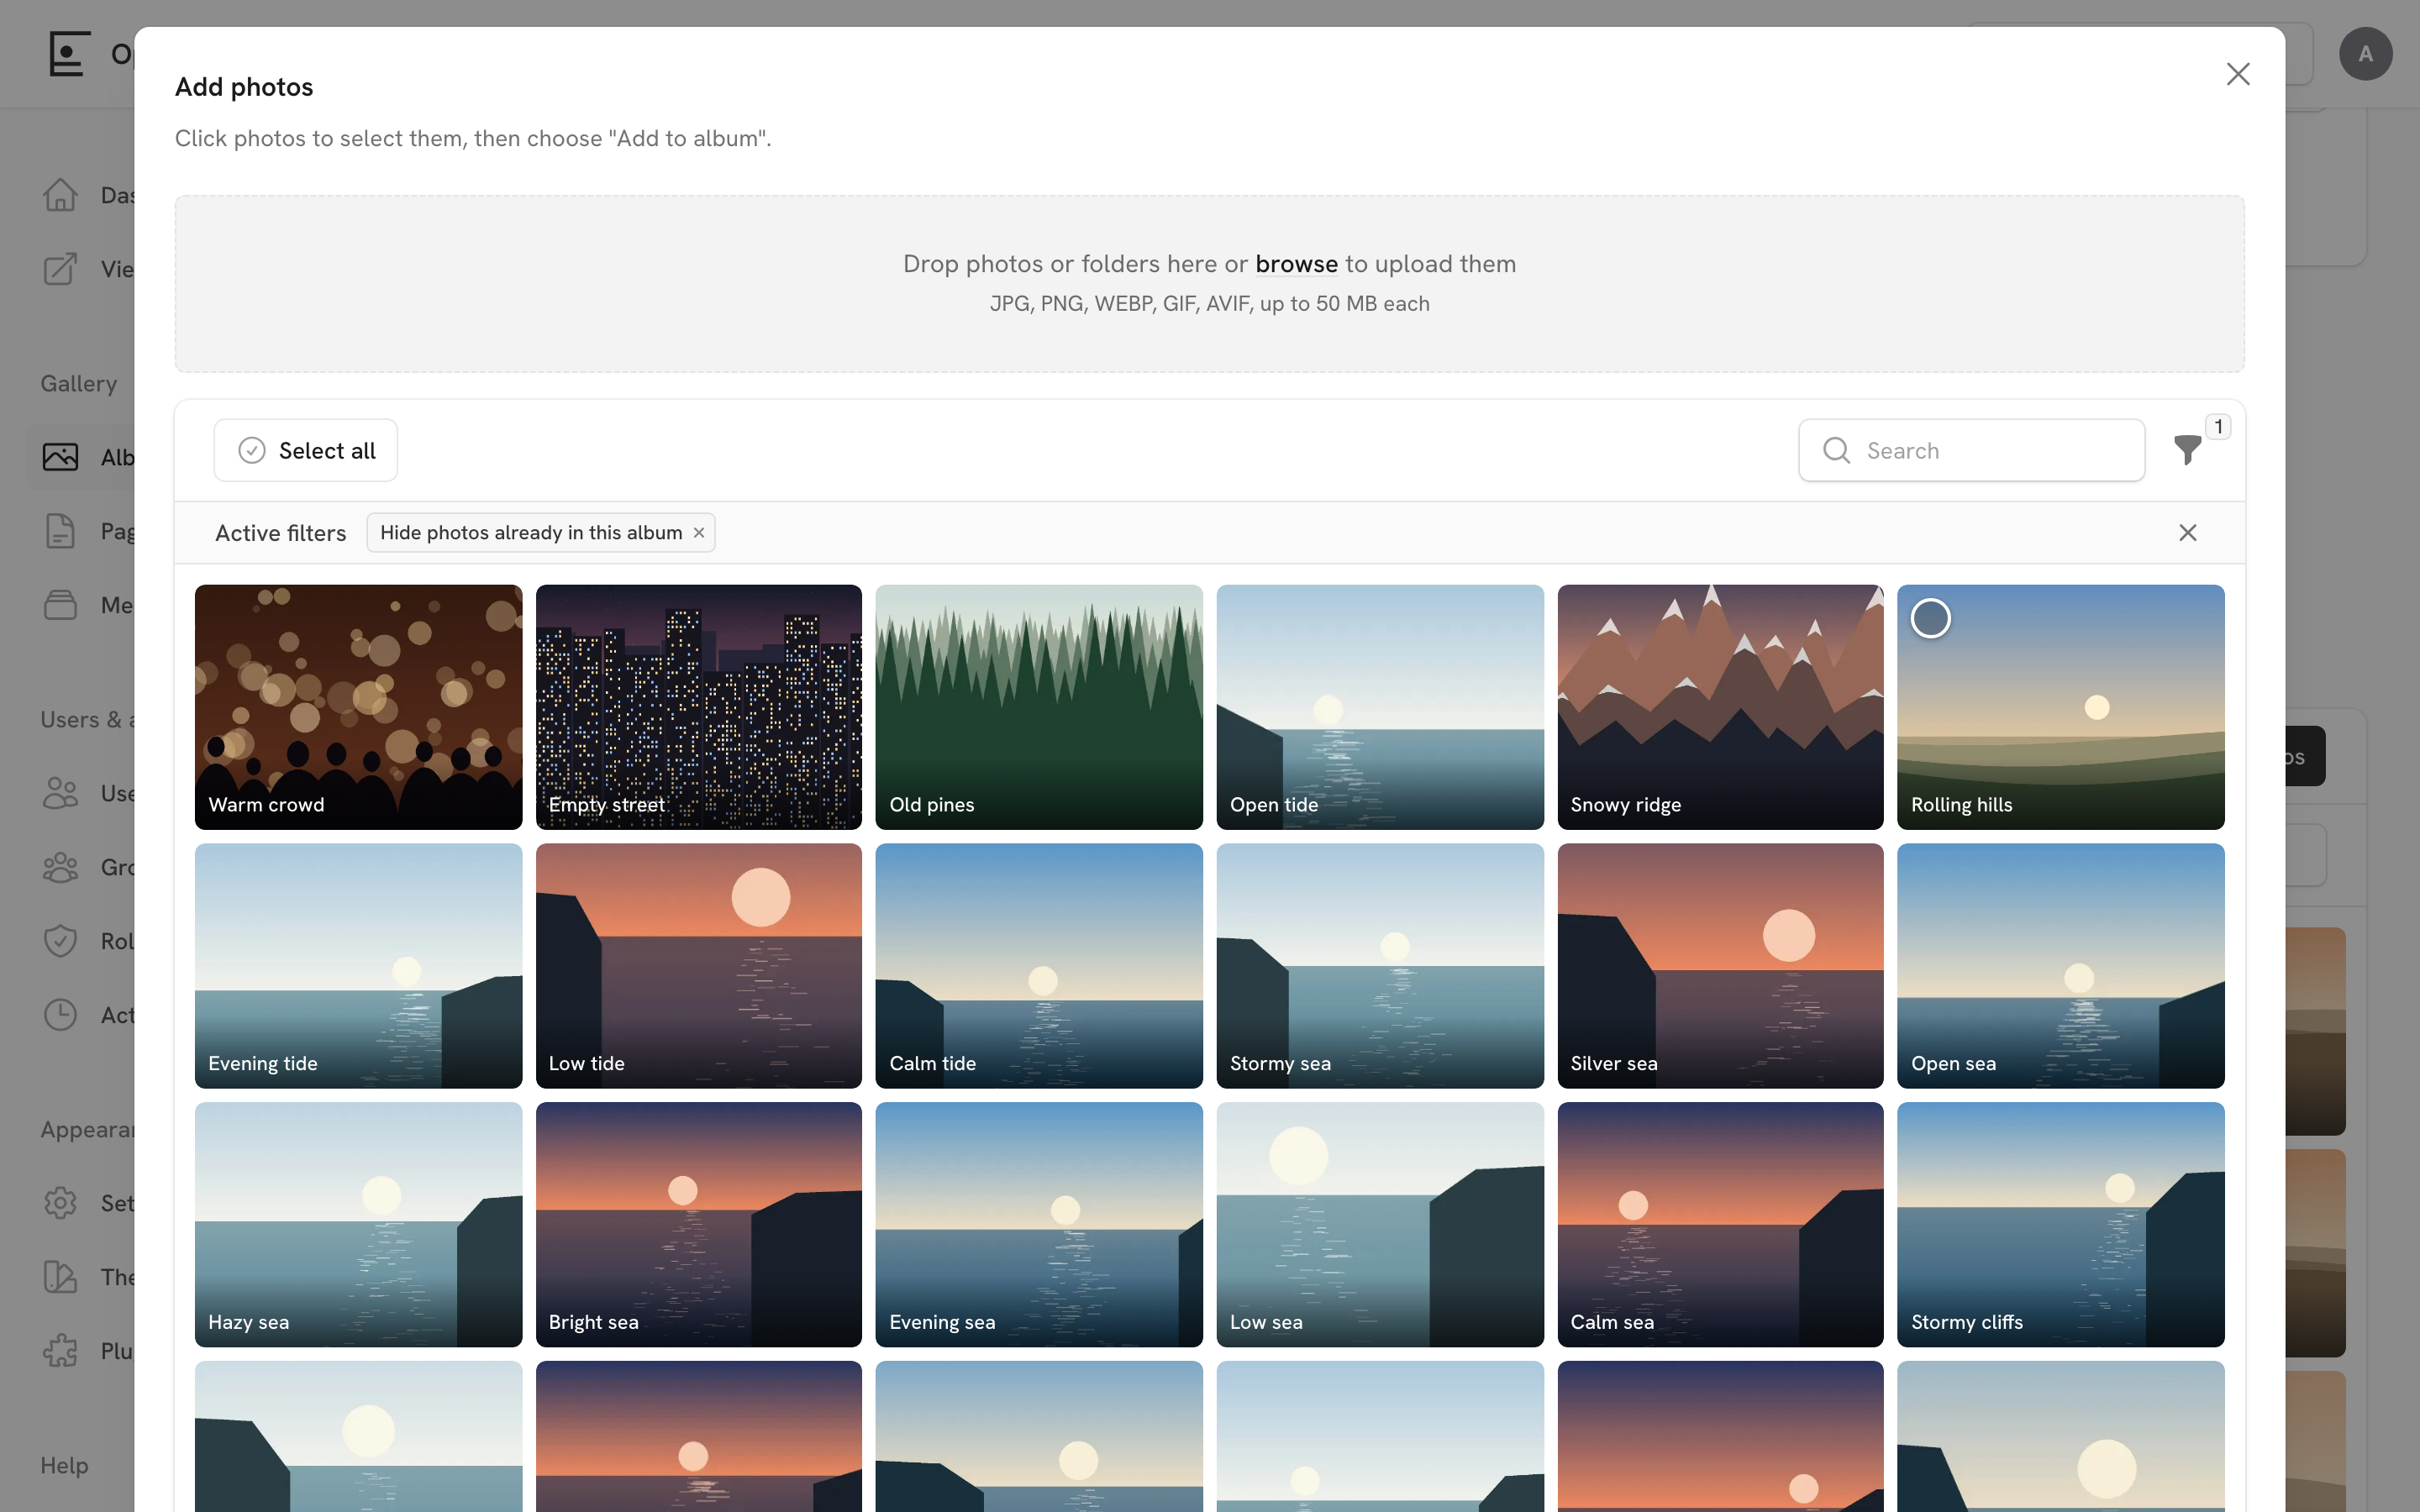 A
Add photos
Click photos to select them, then choose "Add to album".
Drop photos or folders here or browse to upload them
JPG, PNG, WEBP, GIF, AVIF, up to 50 MB each
Select all
Search
1
Active filters
Hide photos already in this album
Gallery
Users &
Help
Warm crowd
Empty street
Old pines
Open tide
Snowy ridge
Rolling hills
Evening tide
Low tide
Calm tide
Stormy sea
Silver sea
Open sea
Hazy sea
Bright sea
Evening sea
Low sea
Calm sea
Stormy cliffs